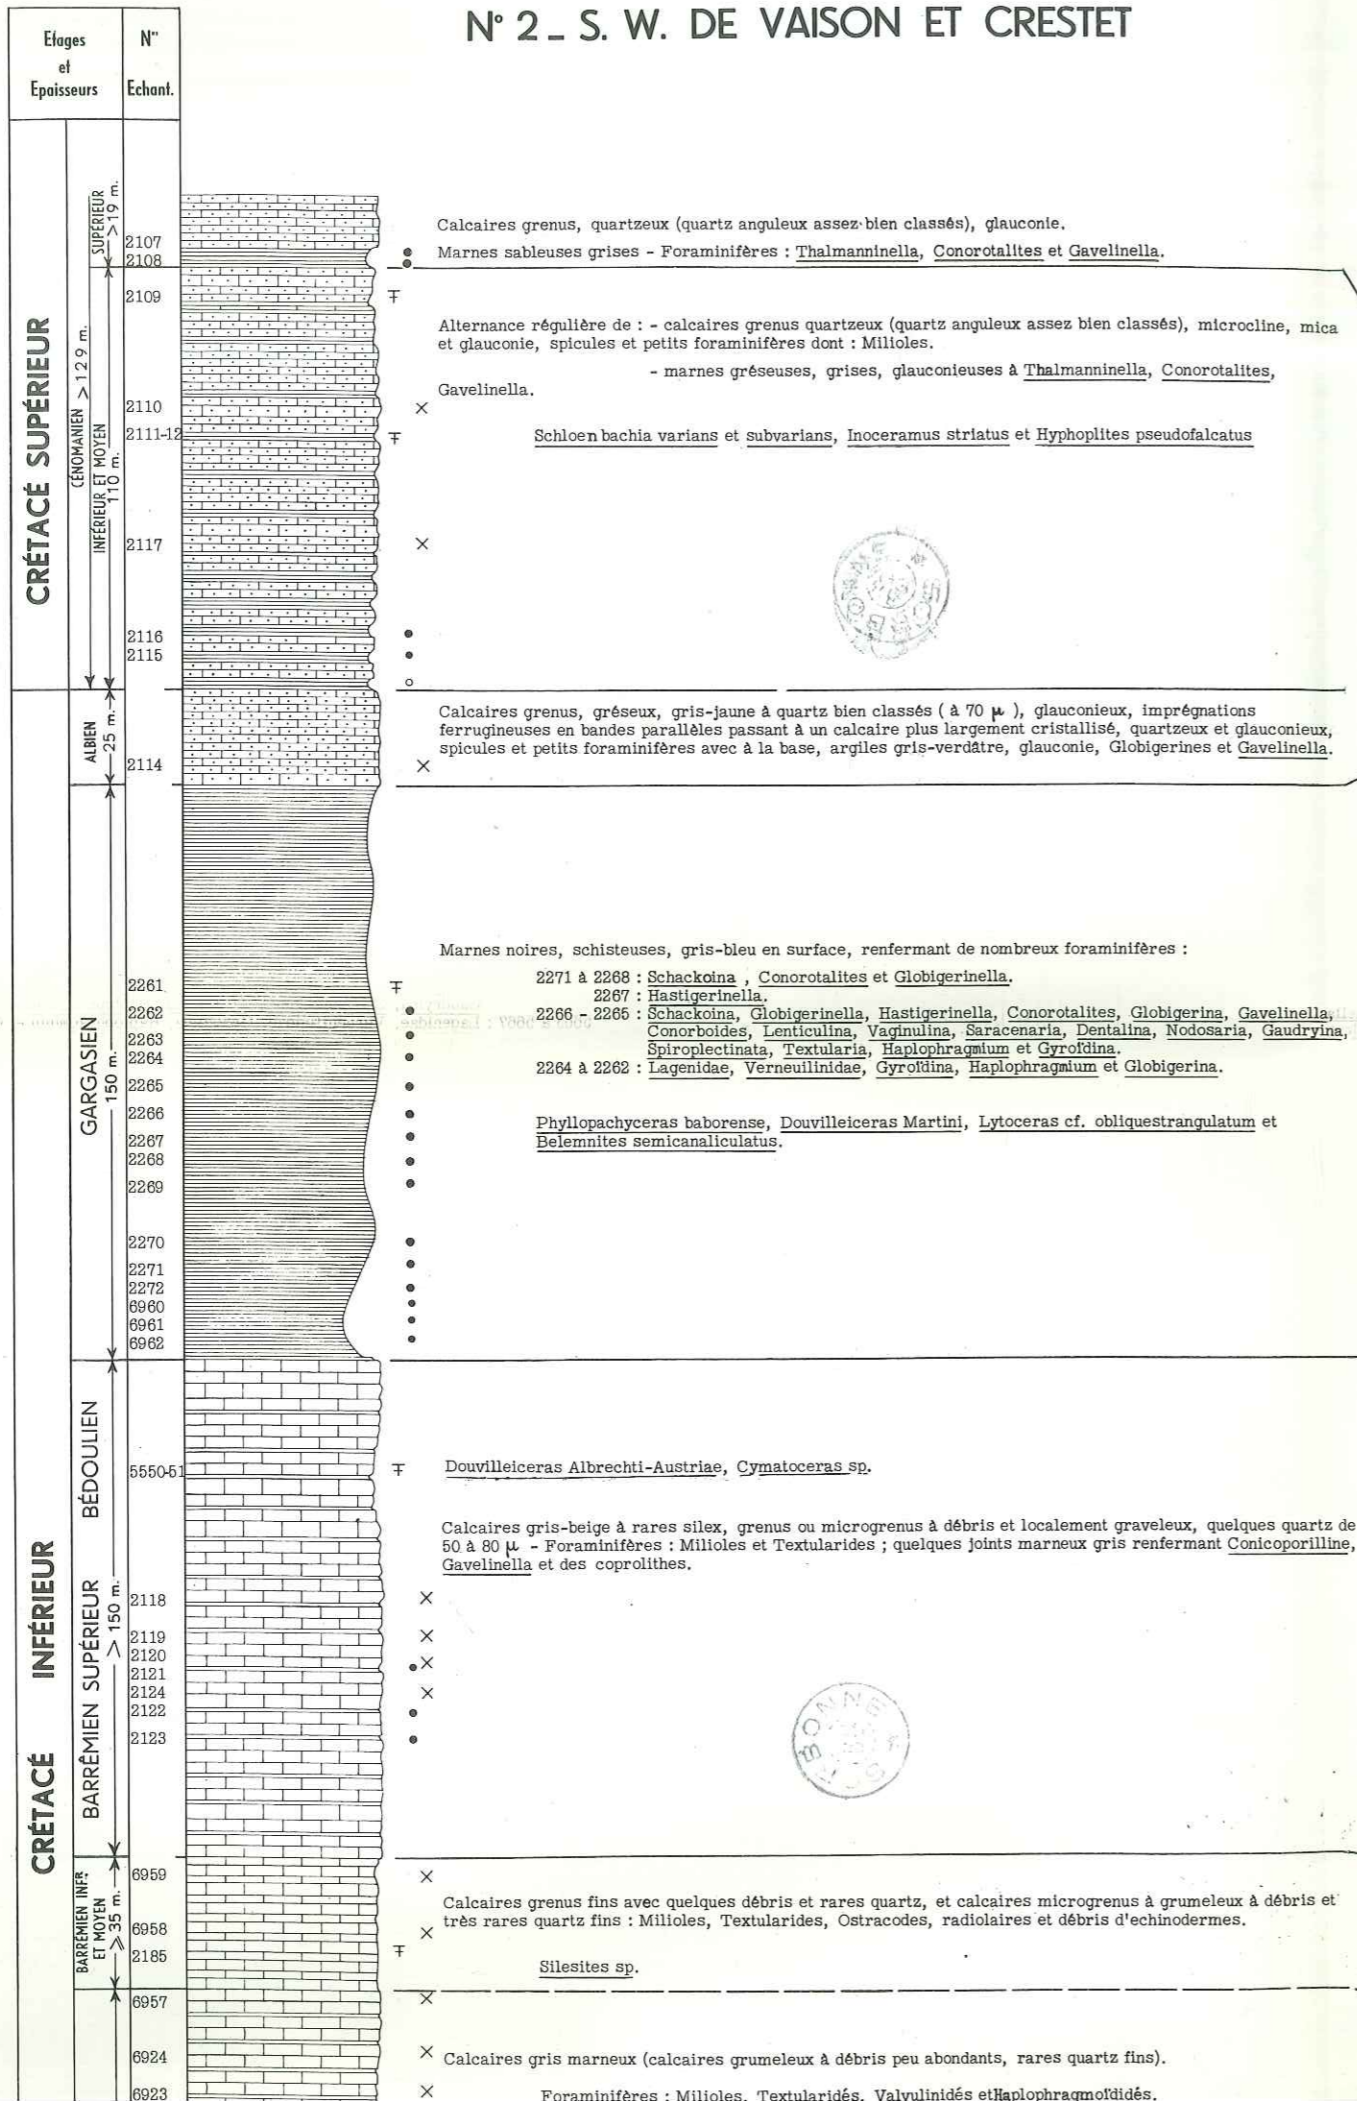 N° 2 _ S. W. DE VAISON ET CRESTET
Etages
et
Epaisseurs
Nos
Echant.
CRÉTACÉ SUPÉRIEUR
CÉNOMANIEN > 129 m.
SUPÉRIEUR
> 19 m.
2107
2108
Calcaires grenus, quartzeux (quartz anguleux assez bien classés), glauconie.
Marnes sableuses grises - Foraminifères : Thalmanninella, Conorotalites et Gavelinella.
INFÉRIEUR ET MOYEN
110 m.
2109
2110
2111-12
2117
2116
2115
Alternance régulière de : - calcaires grenus quartzeux (quartz anguleux assez bien classés), microcline, mica
et glauconie, spicules et petits foraminifères dont : Milioles.
- marnes gréseuses, grises, glauconieuses à Thalmanninella, Conorotalites,
Gavelinella.
Schloenbachia varians et subvarians, Inoceramus striatus et Hyphoplites pseudofalcatus
SORBONNE
ALBIEN
25 m.
2114
Calcaires grenus, gréseux, gris-jaune à quartz bien classés ( à 70 µ ), glauconieux, imprégnations
ferrugineuses en bandes parallèles passant à un calcaire plus largement cristallisé, quartzeux et glauconieux,
spicules et petits foraminifères avec à la base, argiles gris-verdâtre, glauconie, Globigerines et Gavelinella.
CRÉTACÉ INFÉRIEUR
GARGASIEN
150 m.
2261
2262
2263
2264
2265
2266
2267
2268
2269
2270
2271
2272
6960
6961
6962
Marnes noires, schisteuses, gris-bleu en surface, renfermant de nombreux foraminifères :
2271 à 2268 : Schackoina , Conorotalites et Globigerinella.
2267 : Hastigerinella.
2266 - 2265 : Schackoina, Globigerinella, Hastigerinella, Conorotalites, Globigerina, Gavelinella,
Conorboides, Lenticulina, Vaginulina, Saracenaria, Dentalina, Nodosaria, Gaudryina,
Spiroplectinata, Textularia, Haplophragmium et Gyroïdina.
2264 à 2262 : Lagenidae, Verneuilinidae, Gyroïdina, Haplophragmium et Globigerina.
Phyllopachyceras baborense, Douvilleiceras Martini, Lytoceras cf. obliquestrangulatum et
Belemnites semicanaliculatus.
BARRÊMIEN SUPÉRIEUR BÉDOULIEN
> 150 m.
5550-51
2118
2119
2120
2121
2124
2122
2123
Douvilleiceras Albrechti-Austriae, Cymatoceras sp.
Calcaires gris-beige à rares silex, grenus ou microgrenus à débris et localement graveleux, quelques quartz de
50 à 80 µ - Foraminifères : Milioles et Textularides ; quelques joints marneux gris renfermant Conicoporilline,
Gavelinella et des coprolithes.
SORBONNE
BARRÊMIEN INFR
ET MOYEN
⩾ 35 m.
6959
6958
2185
Calcaires grenus fins avec quelques débris et rares quartz, et calcaires microgrenus à grumeleux à débris et
très rares quartz fins : Milioles, Textularides, Ostracodes, radiolaires et débris d'echinodermes.
Silesites sp.
6957
6924
6923
Calcaires gris marneux (calcaires grumeleux à débris peu abondants, rares quartz fins).
Foraminifères : Milioles, Textularidés, Valvulinidés etHaplophragmoïdidés.